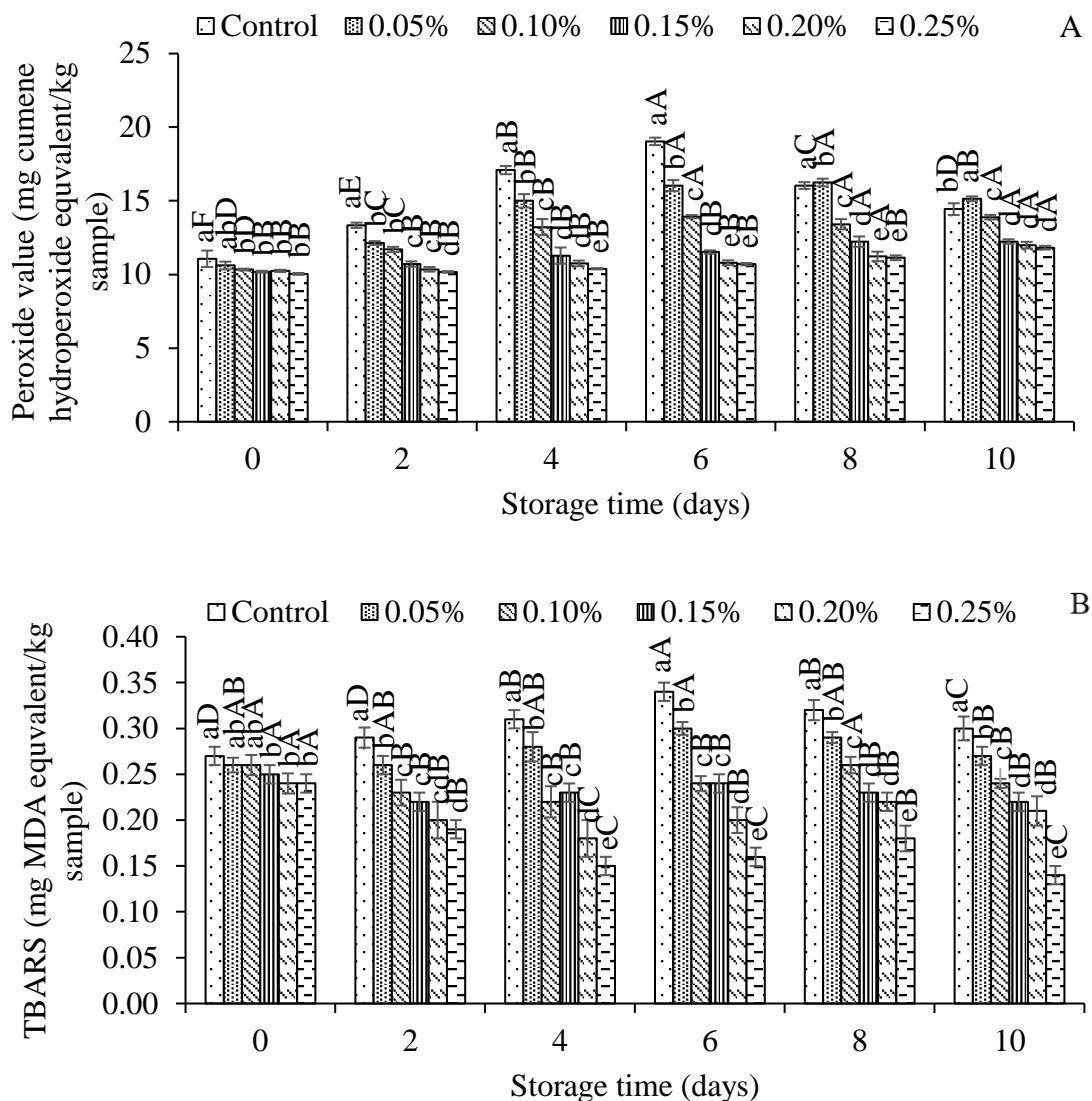 Control 0.05% 0.10% 0.15% 0.20% 0.25% A
Peroxide value (mg cumene
hydroperoxide equvalent/kg
sample)
25
20
15
10
5
0
aF abD bD bB bB bB
aE bC bC cB cB dB
aB bB cB dB dB eB
aA bA cA dB eB eB
aC bA cA dA eA eB
bD aB cA dA dA dA
0 2 4 6 8 10
Storage time (days)
Control 0.05% 0.10% 0.15% 0.20% 0.25% B
TBARS (mg MDA equvalent/kg
sample)
0.40
0.35
0.30
0.25
0.20
0.15
0.10
0.05
0.00
aD abAB abA bA bA bA
aD bAB cB cB cdB dB
aB bAB cB cB dC eC
aA bA cB cB dB eC
aB bAB cA dB dB eB
aC bB cB dB dB eC
0 2 4 6 8 10
Storage time (days)